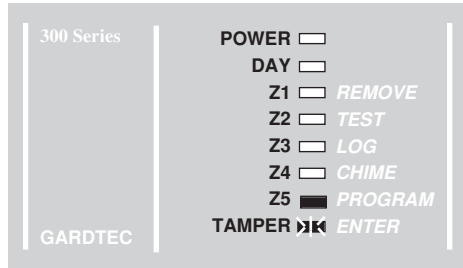 300 Series
POWER
DAY
Z1 REMOVE
Z2 TEST
Z3 LOG
Z4 CHIME
Z5 PROGRAM
TAMPER ENTER
GARDTEC